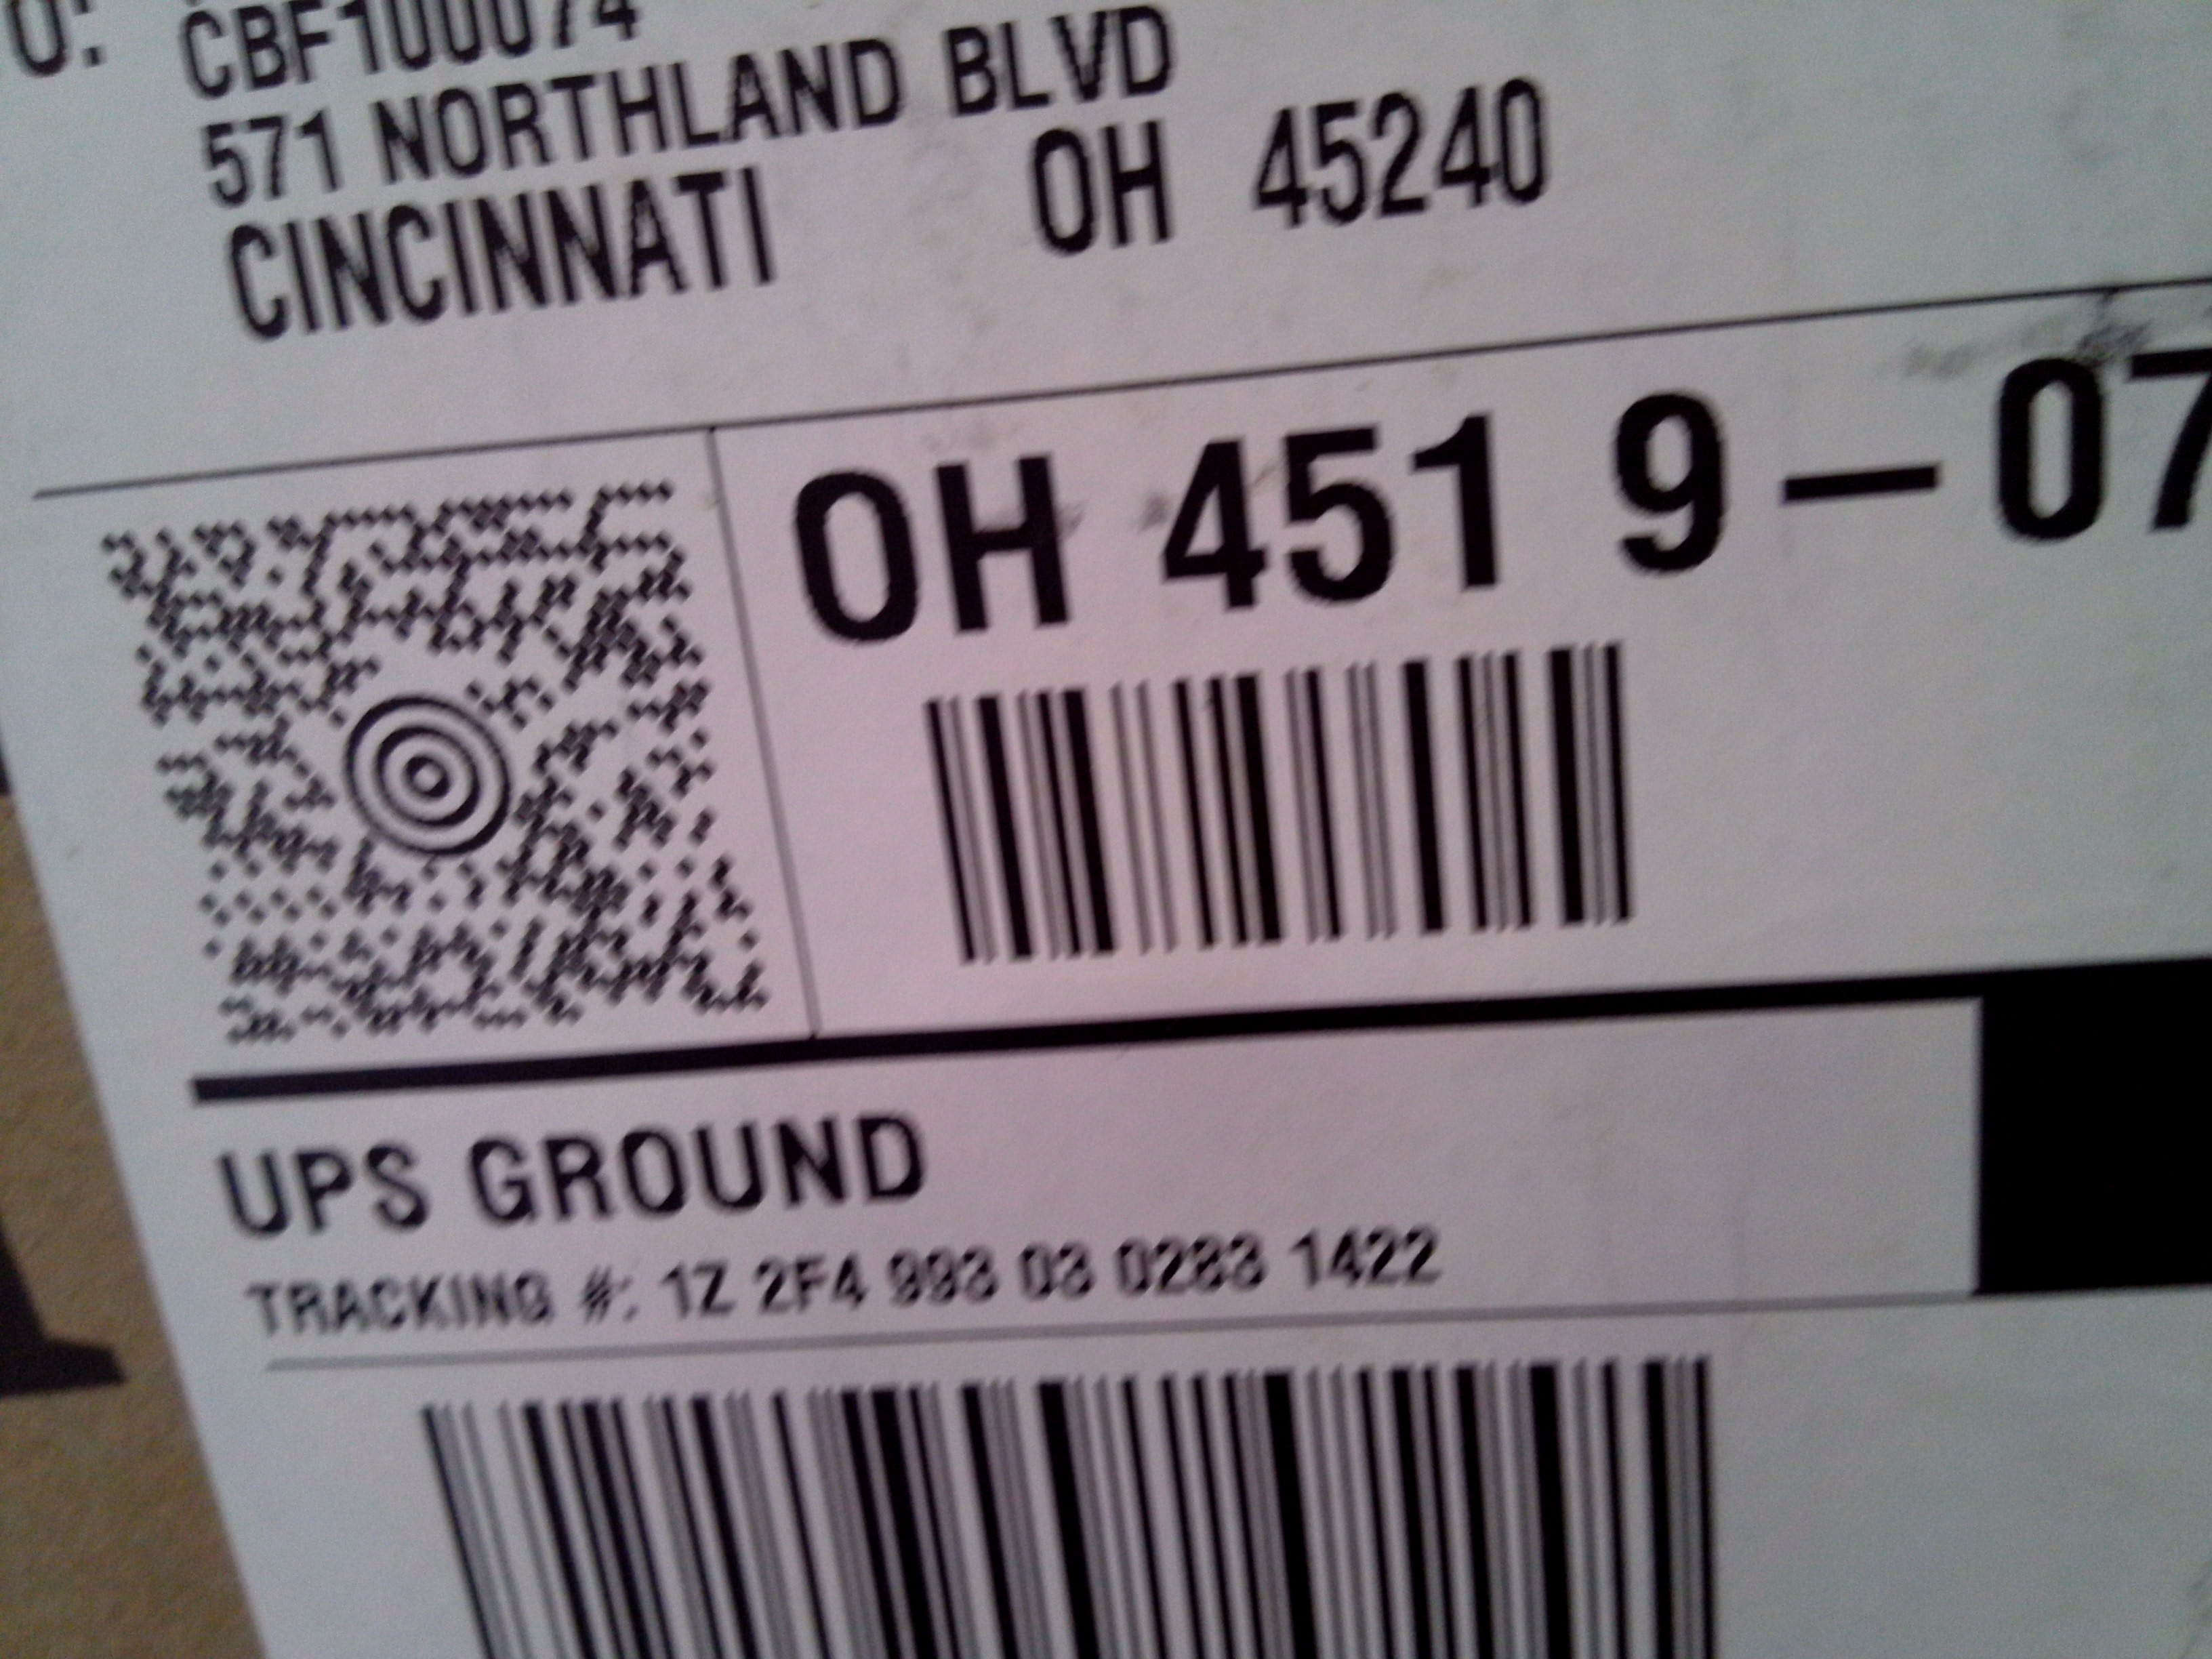 O:
CBF100074
571 NORTHLAND BLVD
CINCINNATI OH 45240
OH 451 9-07
UPS GROUND
TRACKING #: 1Z 2F4 993 03 0283 1422